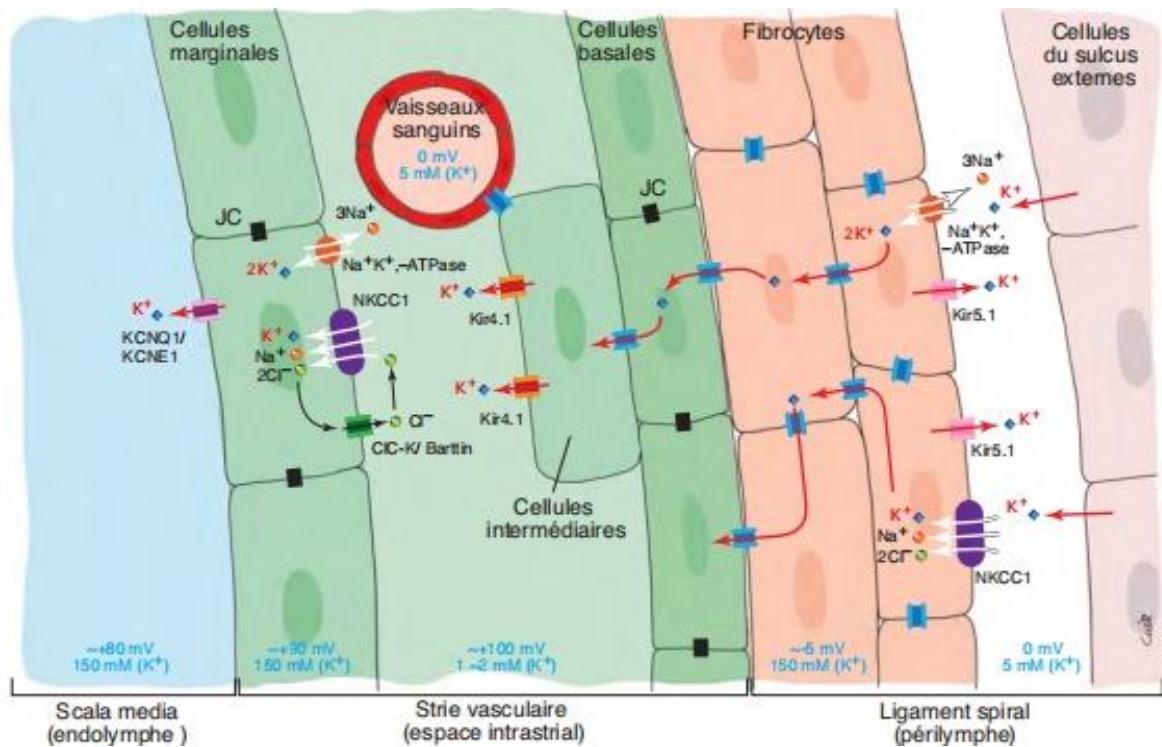 Cellules
marginales
Cellules
basales
Fibrocytes
Cellules
du sulcus
externes
Vaisseaux
sanguins
0 mV
5 mM (K+)
JC
JC
3Na+
2K+
Na+K+,–ATPase
NKCC1
K+
KCNQ1/
KCNE1
K+
Na+
2Cl–
Cl–
ClC-K/ Barttin
K+
Kir4.1
K+
Kir4.1
Cellules
intermédiaires
3Na+
K+
2K+
Na+K+,
–ATPase
K+
Kir5.1
K+
Kir5.1
K+
Na+
2Cl–
K+
NKCC1
~+80 mV
150 mM (K+)
~+90 mV
150 mM (K+)
~+100 mV
1 ~2 mM (K+)
150 mM (K+)
0 mV
5 mM (K+)
Scala media
(endolymphe )
Strie vasculaire
(espace intrastrial)
Ligament spiral
(périlymphe)